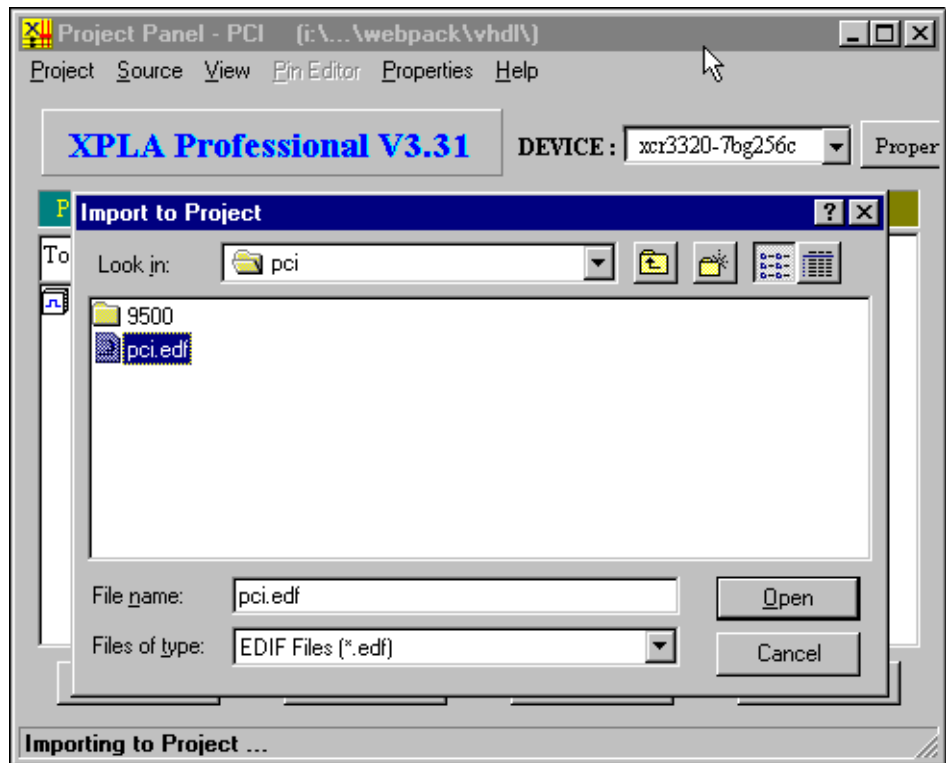 Project Panel - PCI (i:\...\webpack\vhdl\)
Project Source View Pin Editor Properties Help
XPLA Professional V3.31 DEVICE : xcr3320-7bg256c Proper
P
Import to Project
To
Look in: pci
9500
pci.edf
File name: pci.edf Open
Files of type: EDIF Files (*.edf) Cancel
Importing to Project ...